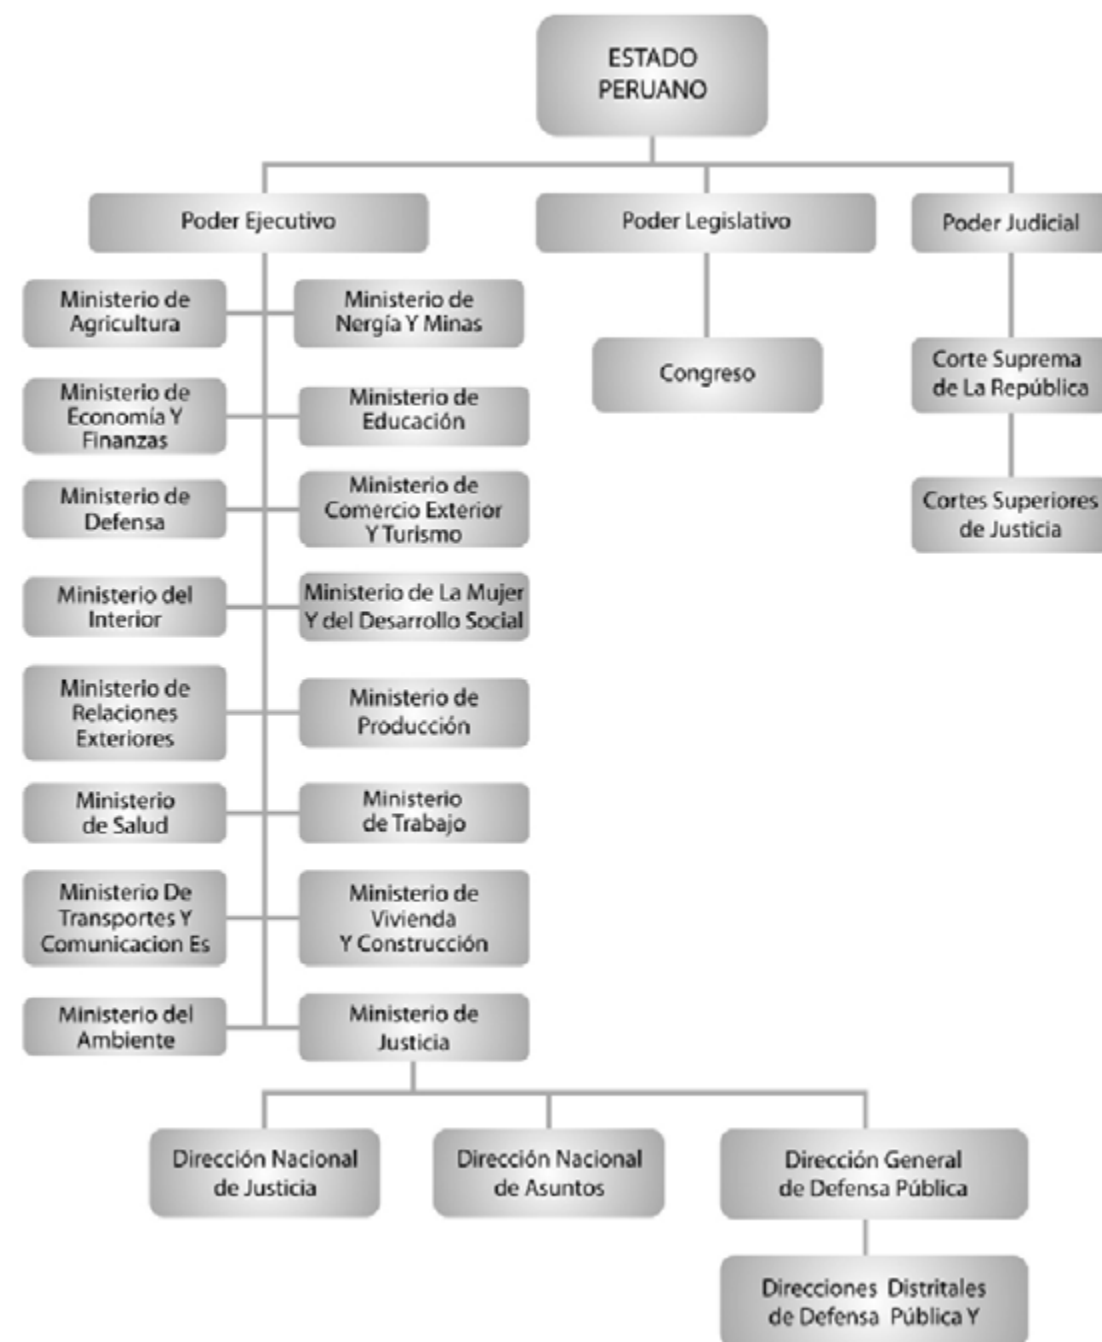 ESTADO
PERUANO
Poder Ejecutivo
Poder Legislativo
Poder Judicial
Ministerio de
Agricultura
Ministerio de
Nergía Y Minas
Congreso
Corte Suprema
de La República
Ministerio de
Economía Y
Finanzas
Ministerio de
Educación
Ministerio de
Defensa
Ministerio de
Comercio Exterior
Y Turismo
Cortes Superiores
de Justicia
Ministerio del
Interior
Ministerio de La Mujer
Y del Desarrollo Social
Ministerio de
Relaciones
Exteriores
Ministerio de
Producción
Ministerio
de Salud
Ministerio
de Trabajo
Ministerio De
Transportes Y
Comunicacion Es
Ministerio de
Vivienda
Y Construcción
Ministerio del
Ambiente
Ministerio de
Justicia
Dirección Nacional
de Justicia
Dirección Nacional
de Asuntos
Dirección General
de Defensa Pública
Direcciones Distritales
de Defensa Pública Y